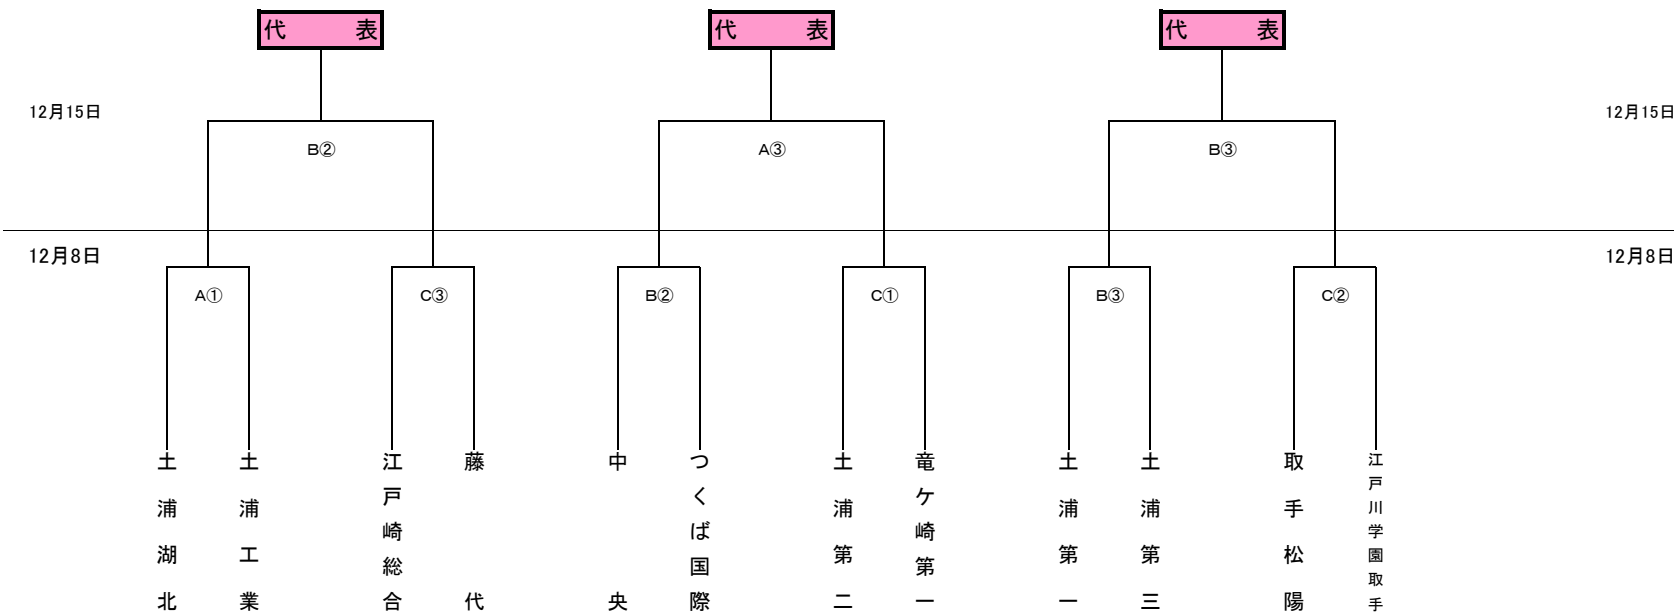 代表
代表
代表
12月15日
12月15日
B②
A③
B③
12月8日
12月8日
A①
C③
B②
C①
B③
C②
土浦湖北
土浦工業
江戸崎総合
藤代
中央
つくば国際
土浦第二
竜ケ崎第一
土浦第一
土浦第三
取手松陽
江戸川学園取手